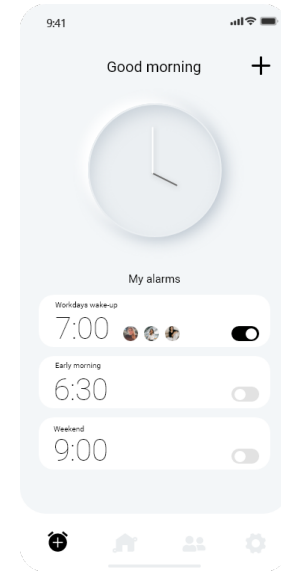 9:41
Good morning
My alarms
Workdays wake-up
7:00
Early morning
6:30
Weekend
9:00